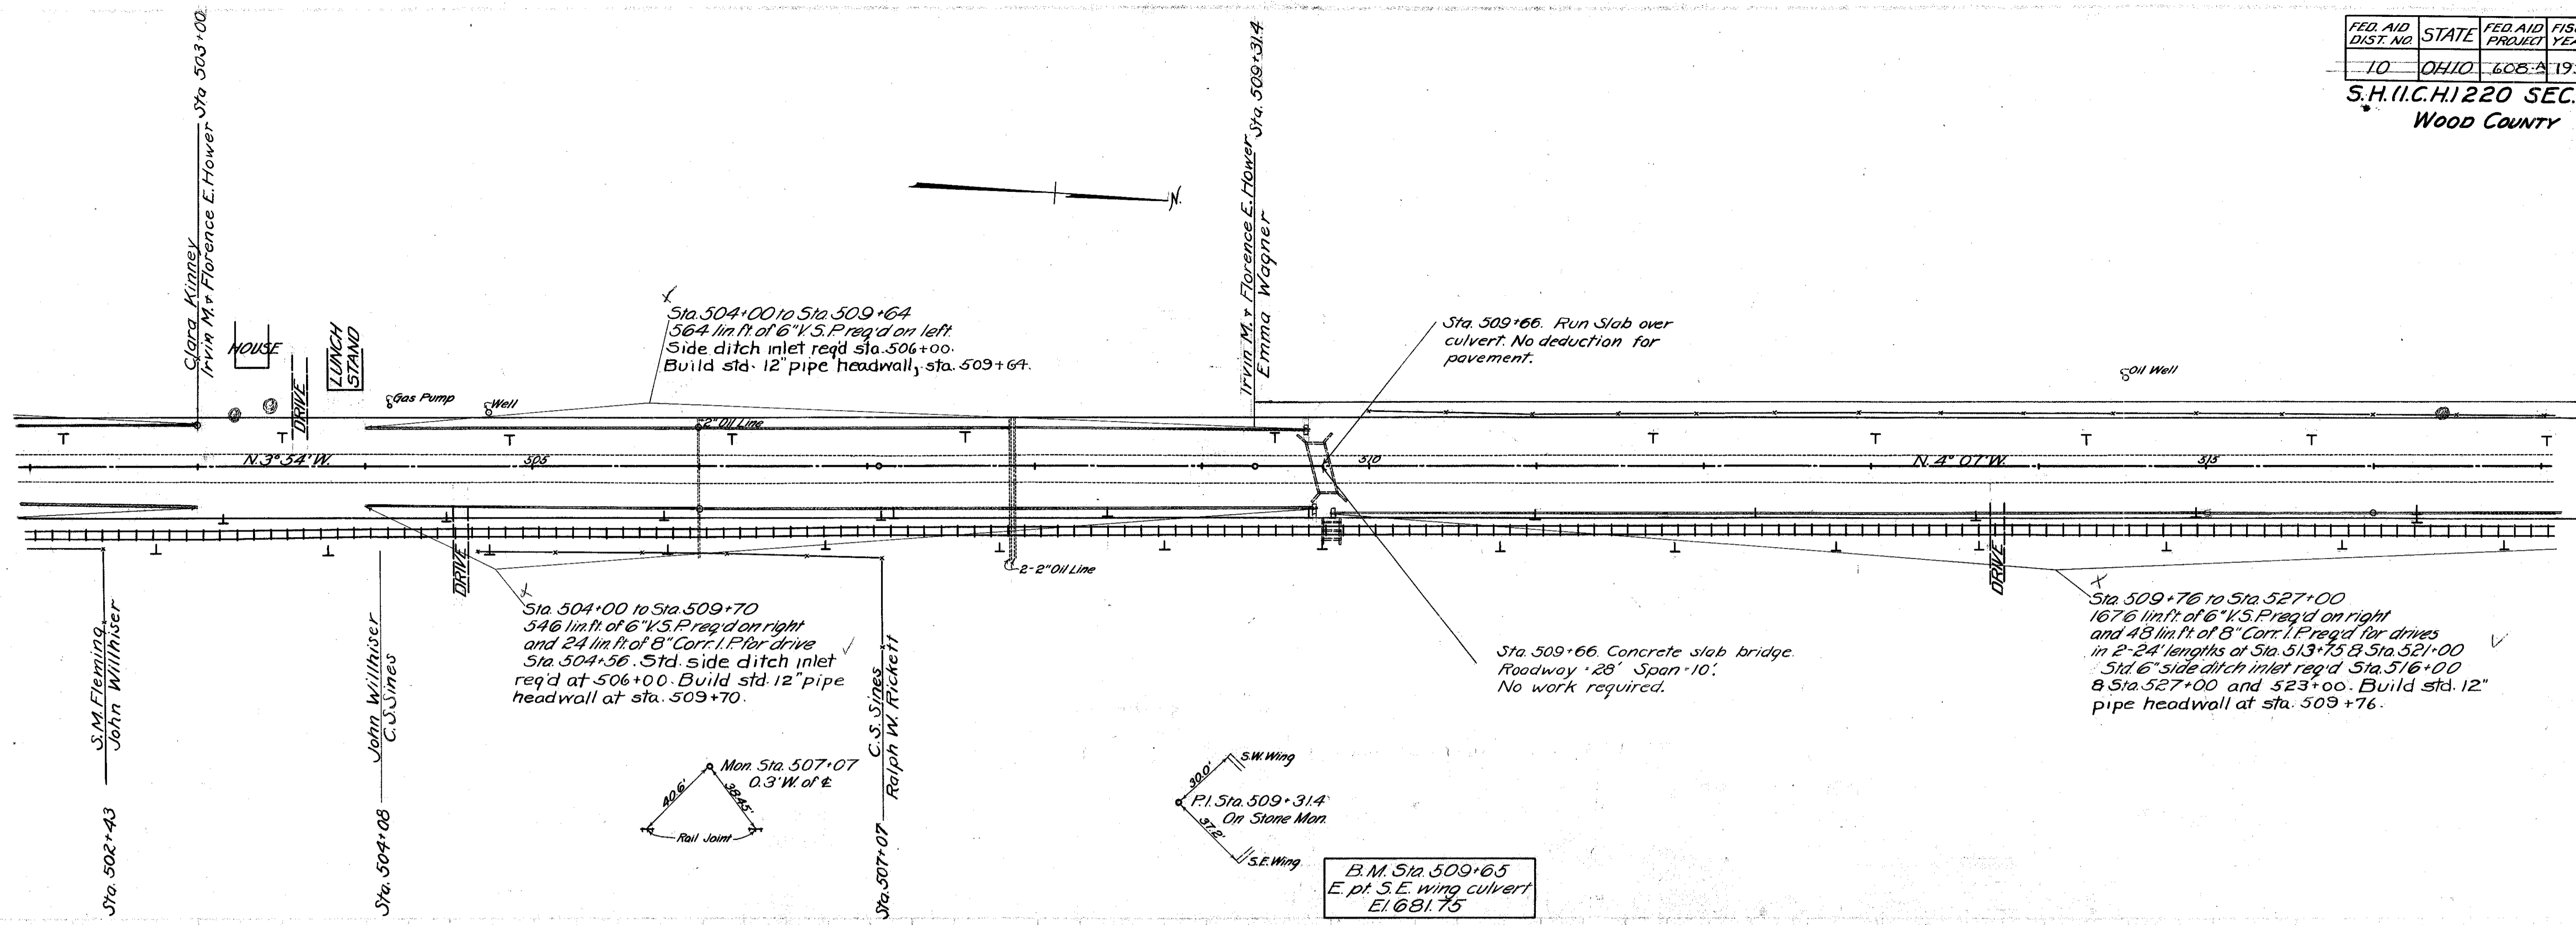 FED. AID DIST. NO. STATE FED. AID PROJECT
10 OHIO 608-A
S.H.(I.C.H.) 220 SEC.
WOOD COUNTY
Clara Kinney Sta 503+00
Irvin M. & Florence E. Hower
Irvin M. & Florence E. Hower Sta. 509+31.4
Emma Wagner
N.
HOUSE
DRIVE
LUNCH
STAND
Gas Pump
Well
Sta. 504+00 to Sta. 509+64
564 lin.ft. of 6" V.S.P. req'd on left.
Side ditch inlet req'd sta. 506+00.
Build std. 12" pipe headwall, sta. 509+64.
Sta. 509+66. Run Slab over
culvert. No deduction for
pavement.
Oil Well
2" Oil Line
N. 3° 54' W.
505
510
N. 4° 07' W.
515
DRIVE
2-2" Oil Line
DRIVE
Sta. 504+00 to Sta. 509+70
546 lin.ft. of 6" V.S.P. req'd on right
and 24 lin.ft. of 8" Corr. I.P. for drive
Sta. 504+56. Std. side ditch inlet
req'd at 506+00. Build std. 12" pipe
headwall at sta. 509+70.
Sta. 509+66. Concrete slab bridge.
Roadway = 28' Span = 10'.
No work required.
Sta. 509+76 to Sta. 527+00
1676 lin.ft. of 6" V.S.P. req'd on right
and 48 lin.ft. of 8" Corr. I.P. req'd for drives
in 2-24' lengths at Sta. 513+75 & Sta. 521+00
Std. 6" side ditch inlet req'd Sta. 516+00
& Sta. 527+00 and 523+00. Build std. 12"
pipe headwall at sta. 509+76.
S.M. Fleming
John Willhiser
Sta. 502+43
John Willhiser
C.S. Sines
Sta. 504+08
C.S. Sines
Ralph W. Rickett
Sta. 507+07
Mon. Sta. 507+07
0.3' W. of ℄
40.6'
38.45'
Rail Joint
S.W. Wing
30.0'
P.I. Sta. 509+31.4
On Stone Mon.
37.2'
S.E. Wing
B.M. Sta. 509+65
E. pt. S.E. wing culvert
El. 681.75